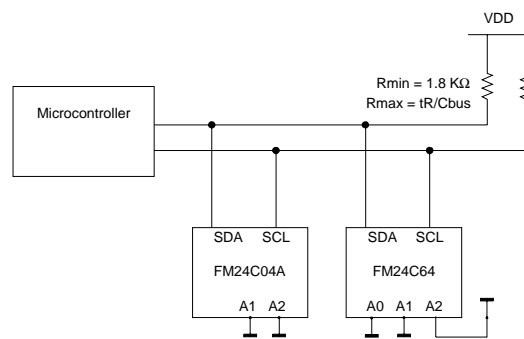 VDD
Rmin = 1.8 KΩ
Rmax = tR/Cbus
Microcontroller
SDA SCL
FM24C04A
A1 A2
SDA SCL
FM24C64
A0 A1 A2